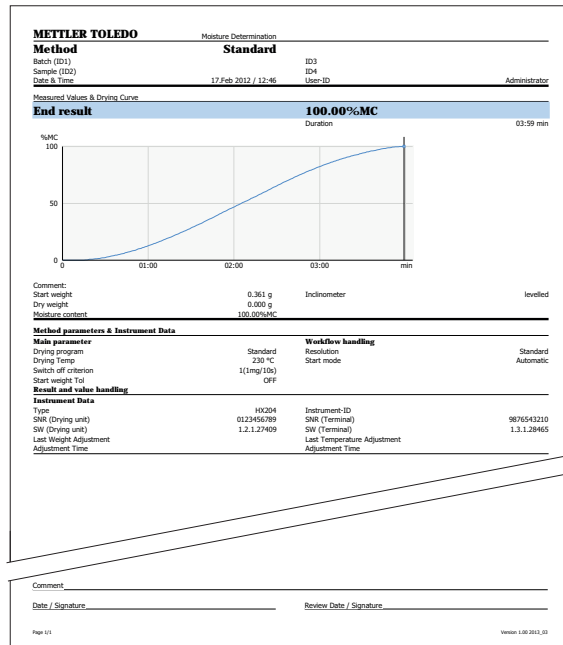 METTLER TOLEDO Moisture Determination
Method Standard
Batch (ID1) ID3
Sample (ID2) ID4
Date & Time 17.Feb 2012 / 12:46 User-ID Administrator
Measured Values & Drying Curve
End result 100.00%MC
Duration 03:59 min
%MC
100
50
0
0 01:00 02:00 03:00 min
Comment:
Start weight 0.361 g Inclinometer levelled
Dry weight 0.000 g
Moisture content 100.00%MC
Method parameters & Instrument Data
Main parameter Workflow handling
Drying program Standard Resolution Standard
Drying Temp 230 °C Start mode Automatic
Switch off criterion 1(1mg/10s)
Start weight Tol OFF
Result and value handling
Instrument Data
Type HX204 Instrument-ID
SNR (Drying unit) 0123456789 SNR (Terminal) 9876543210
SW (Drying unit) 1.2.1.27409 SW (Terminal) 1.3.1.28465
Last Weight Adjustment Last Temperature Adjustment
Adjustment Time Adjustment Time
Comment
Date / Signature Review Date / Signature
Page 1/1 Version 1.00 2012_03